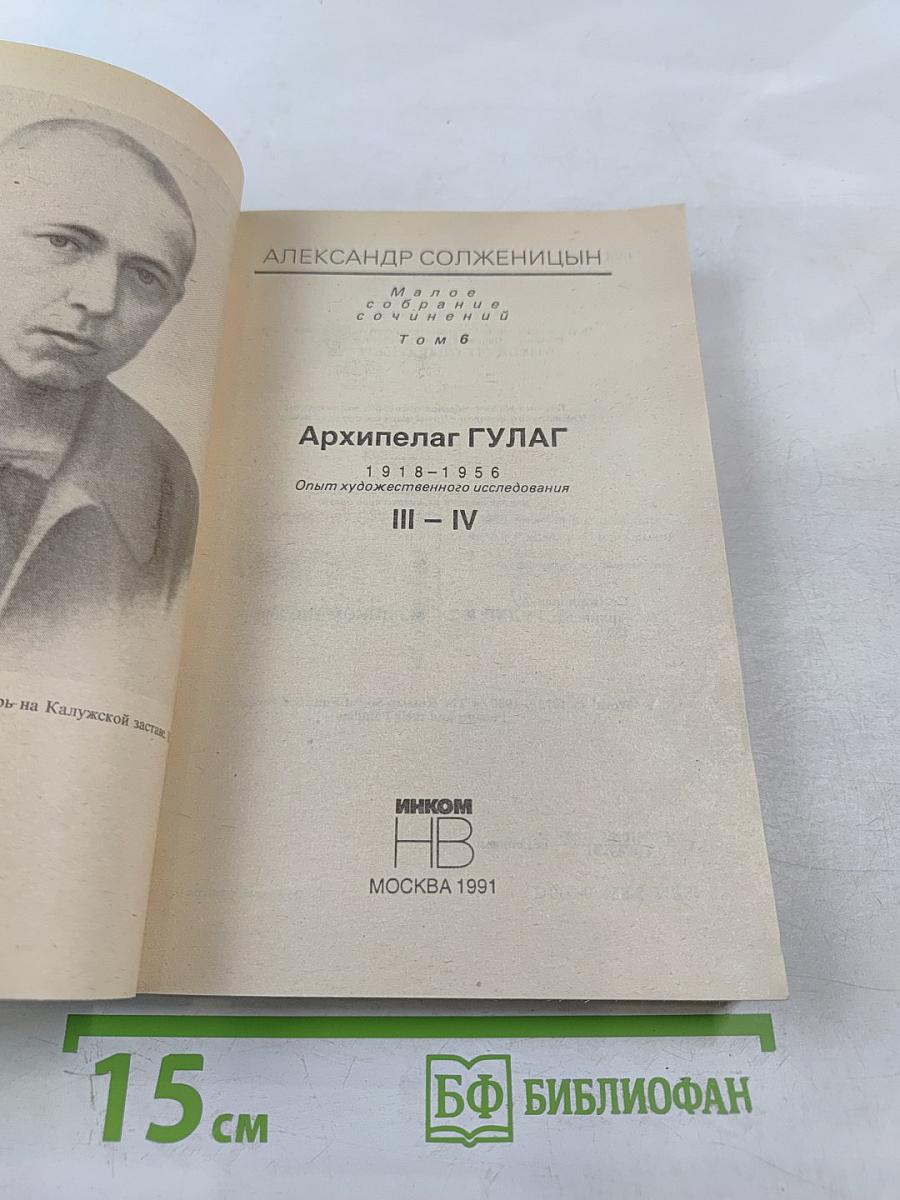 АЛЕКСАНДР СОЛЖЕНИЦЫН
Малое
собрание
сочинений
Том 6
Архипелаг ГУЛАГ
1918–1956
Опыт художественного исследования
III – IV
на Калужской заставе.
ИНКОМ
НВ
МОСКВА 1991
15 см
БФ БИБЛИОФАН